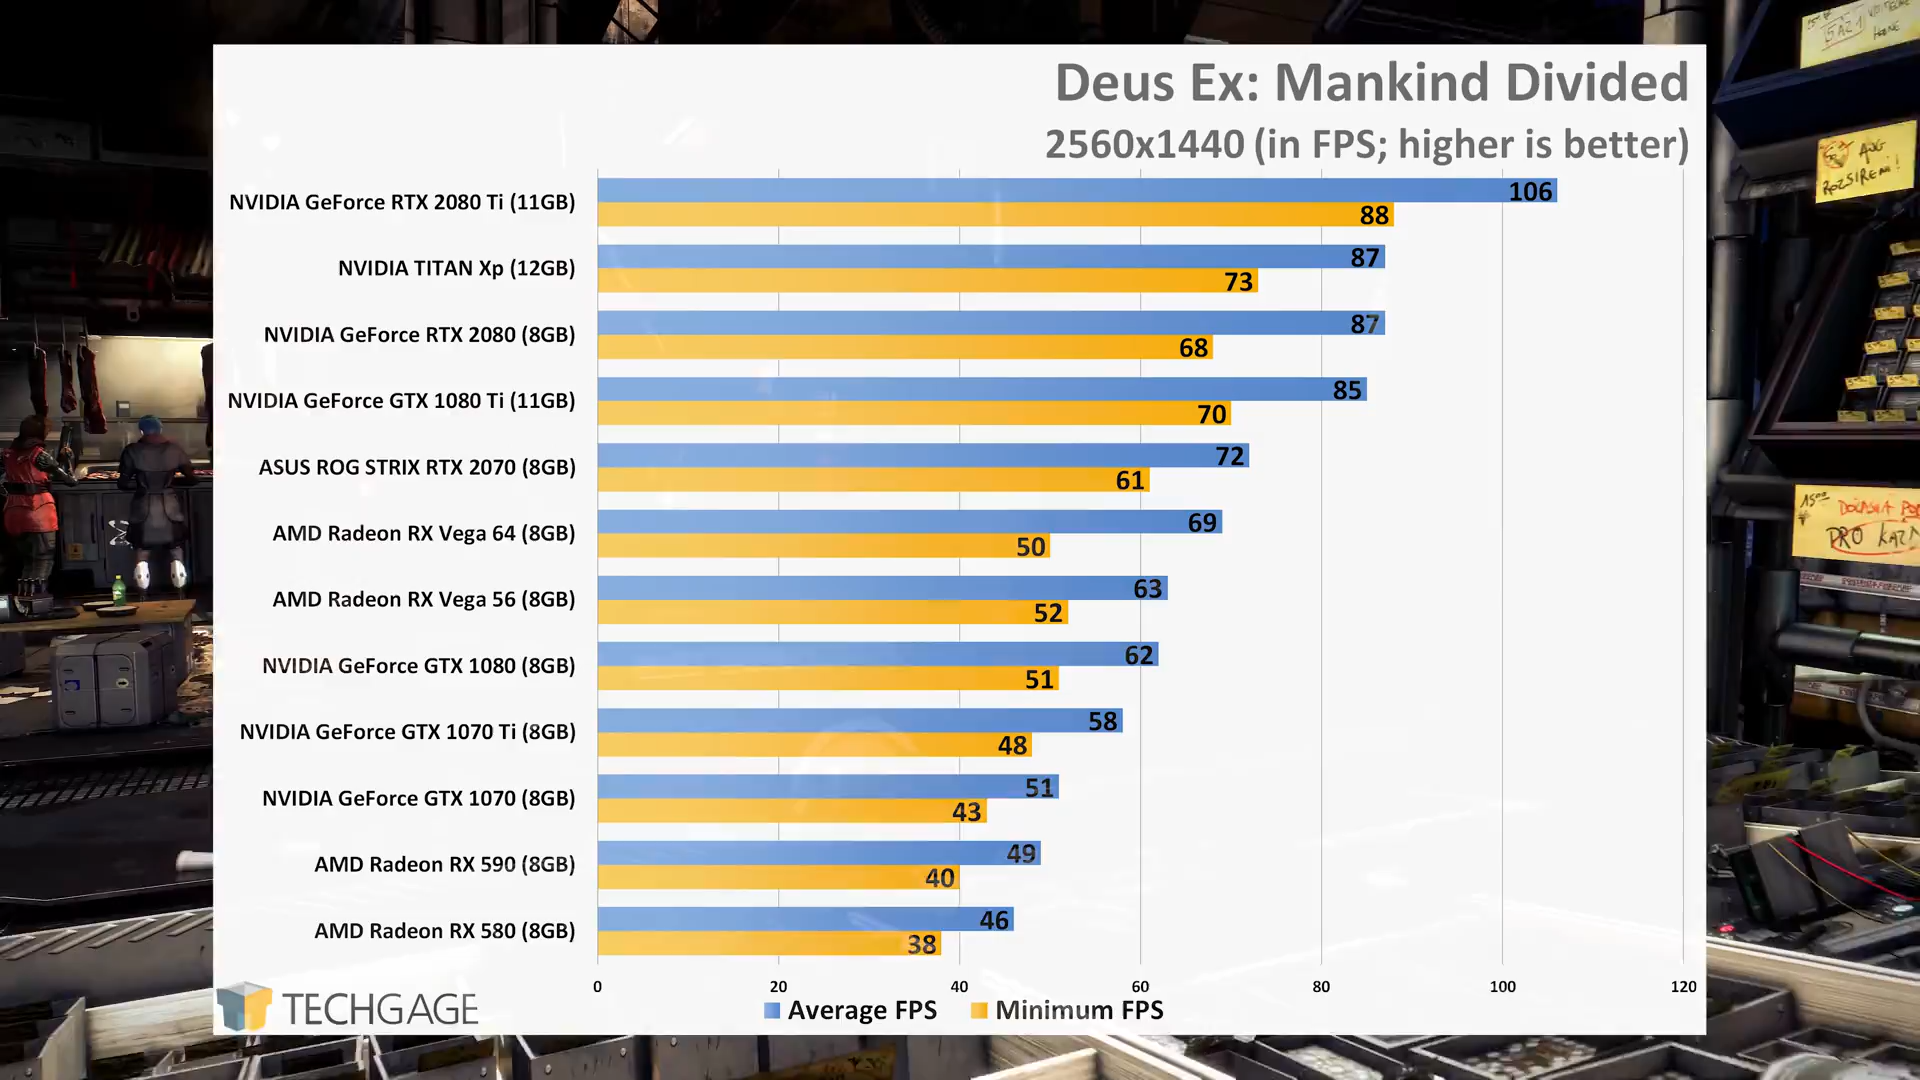 Deus Ex: Mankind Divided
2560x1440 (in FPS; higher is better)
NVIDIA GeForce RTX 2080 Ti (11GB)
106
88
NVIDIA TITAN Xp (12GB)
87
73
NVIDIA GeForce RTX 2080 (8GB)
87
68
NVIDIA GeForce GTX 1080 Ti (11GB)
85
70
ASUS ROG STRIX RTX 2070 (8GB)
72
61
AMD Radeon RX Vega 64 (8GB)
69
50
AMD Radeon RX Vega 56 (8GB)
63
52
NVIDIA GeForce GTX 1080 (8GB)
62
51
NVIDIA GeForce GTX 1070 Ti (8GB)
58
48
NVIDIA GeForce GTX 1070 (8GB)
51
43
AMD Radeon RX 590 (8GB)
49
40
AMD Radeon RX 580 (8GB)
46
38
0 20 40 60 80 100 120
Average FPS Minimum FPS
TECHGAGE
AUG
PRO